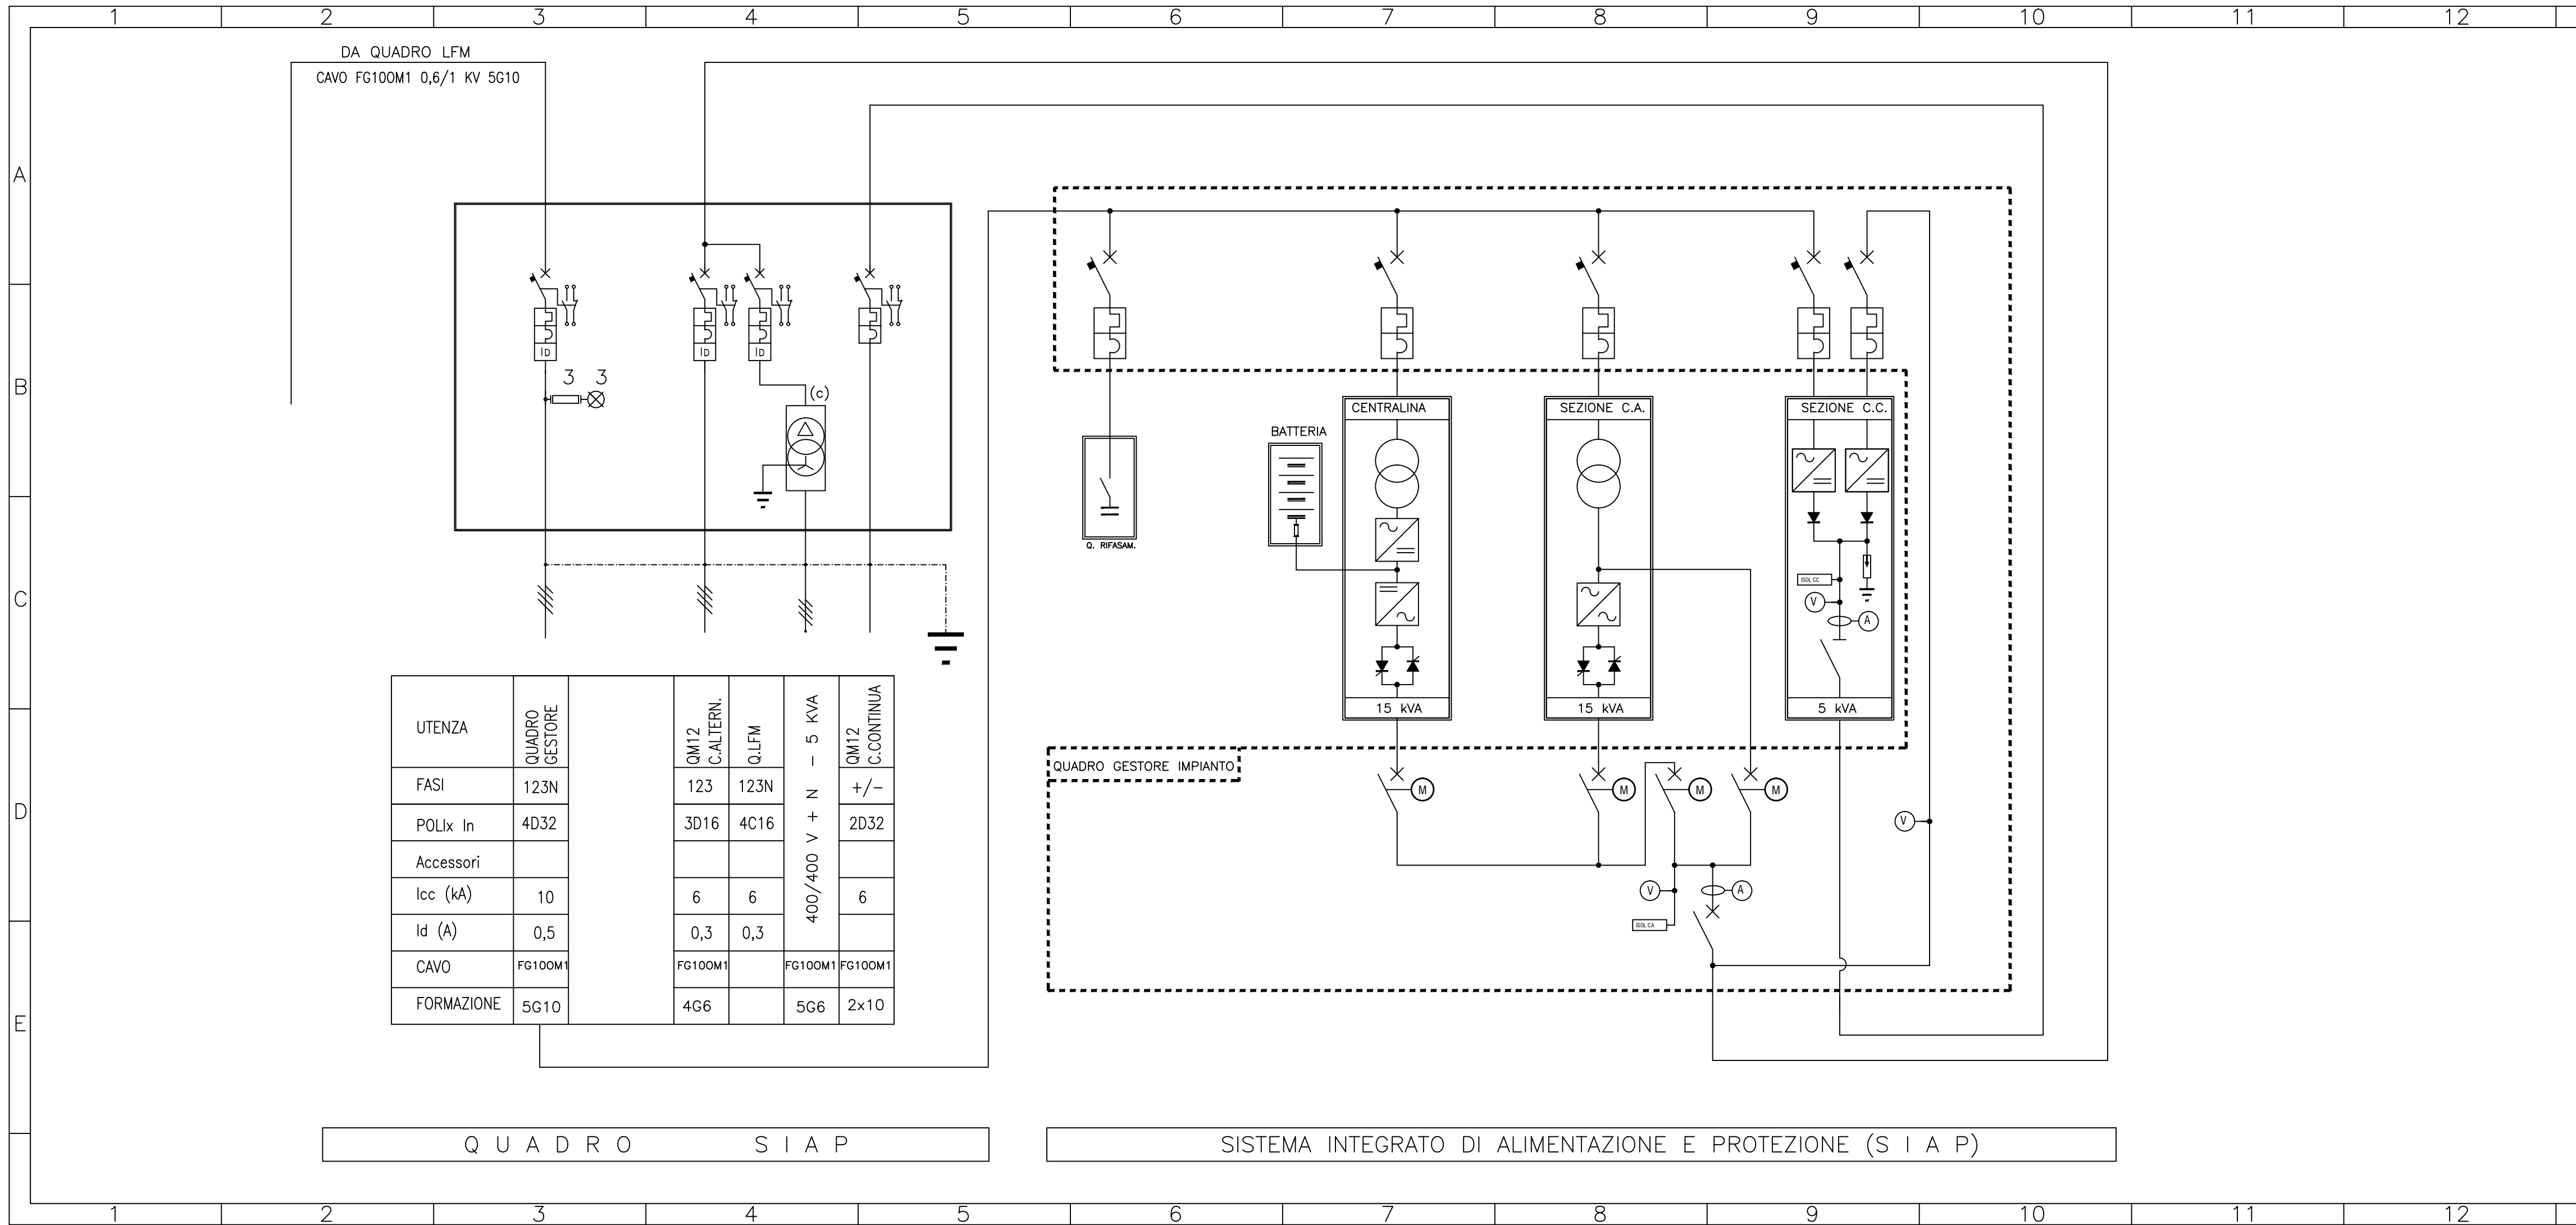 1 2 3 4 5 6 7 8 9 10 11 12
DA QUADRO LFM
CAVO FG10OM1 0,6/1 KV 5G10
A
B
C
D
E
ID
ID
ID
3 3
(c)
BATTERIA
Q. RIFASAM.
CENTRALINA
15 kVA
SEZIONE C.A.
15 kVA
SEZIONE C.C.
ISOL CC
V
A
5 kVA
QUADRO GESTORE IMPIANTO
M
M
M
M
V
V
A
ISOL CA
UTENZA QUADRO GESTORE QM12 C.ALTERN. Q.LFM 400/400 V + N - 5 KVA QM12 C.CONTINUA
FASI 123N 123 123N +/-
POLIx In 4D32 3D16 4C16 2D32
Accessori
Icc (kA) 10 6 6 6
Id (A) 0,5 0,3 0,3
CAVO FG10OM1 FG10OM1 FG10OM1 FG10OM1
FORMAZIONE 5G10 4G6 5G6 2x10
QUADRO SIAP
SISTEMA INTEGRATO DI ALIMENTAZIONE E PROTEZIONE (S I A P)
1 2 3 4 5 6 7 8 9 10 11 12